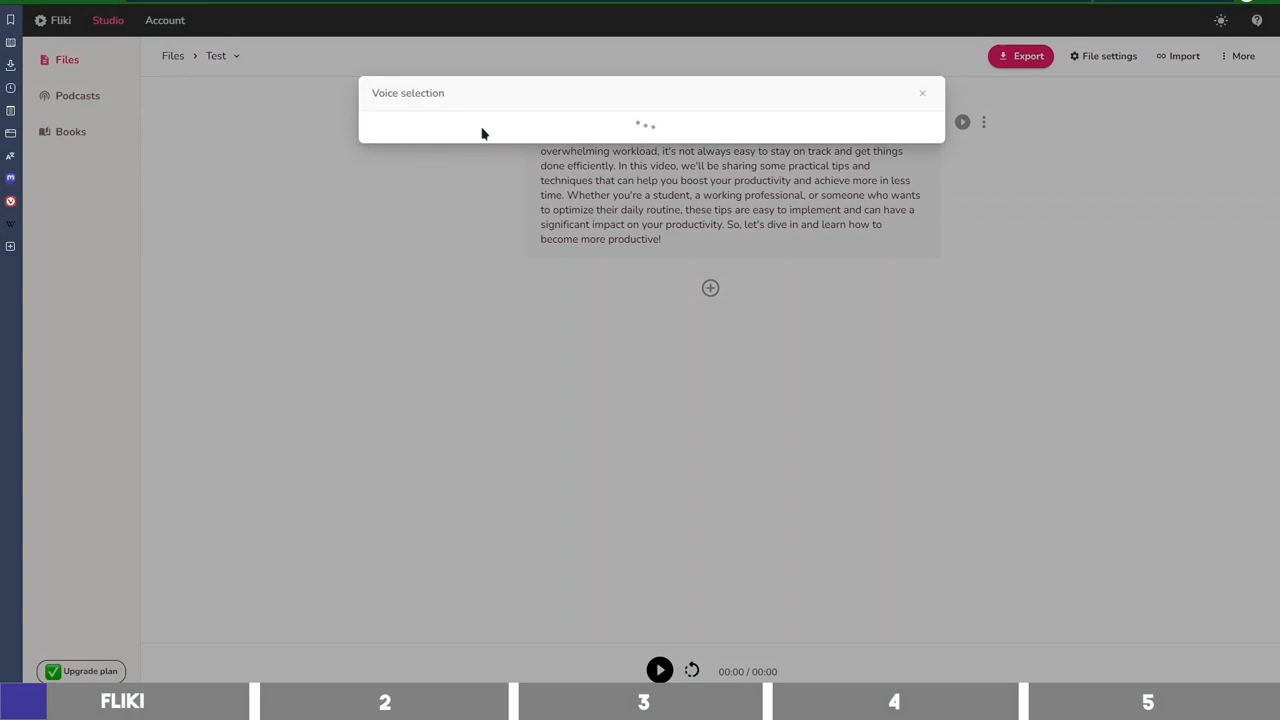 Fliki
Studio
Account
Files
Podcasts
Books
Files > Test
Export
File settings
Import
More
Voice selection
overwhelming workload, it's not always easy to stay on track and get things
done efficiently. In this video, we'll be sharing some practical tips and
techniques that can help you boost your productivity and achieve more in less
time. Whether you're a student, a working professional, or someone who wants
to optimize their daily routine, these tips are easy to implement and can have a
significant impact on your productivity. So, let's dive in and learn how to
become more productive!
Upgrade plan
00:00 / 00:00
FLIKI
2
3
4
5